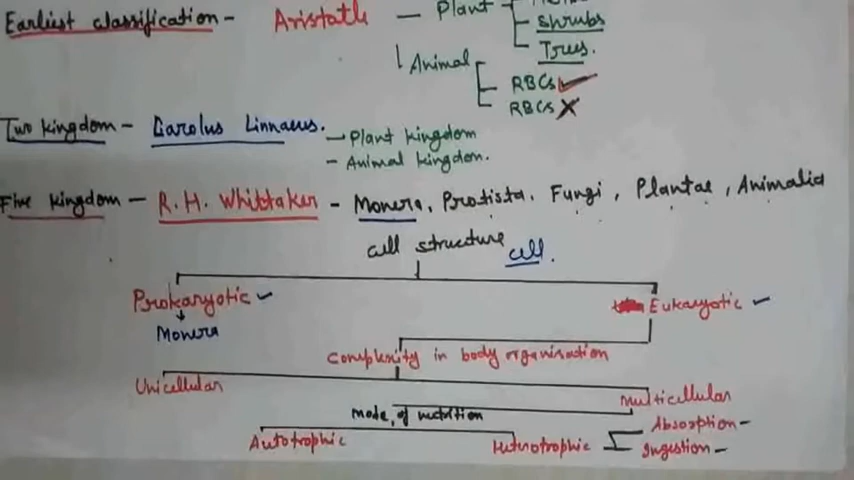 Earliest classification - Aristotle — Plant
Shrubs
Trees.
Animal
RBCs ✓
RBCs ✗
Two kingdom - Carolus Linnaeus. — Plant kingdom
- Animal kingdom.
Five kingdom — R.H. Whittaker - Monera, Protista, Fungi, Plantae, Animalia
cell structure cell.
Prokaryotic ✓
Eukaryotic ✓
Monera
Complexity in body organisation
Unicellular
Multicellular
Mode of nutrition
Absorption -
Autotrophic
Heterotrophic
Ingestion -